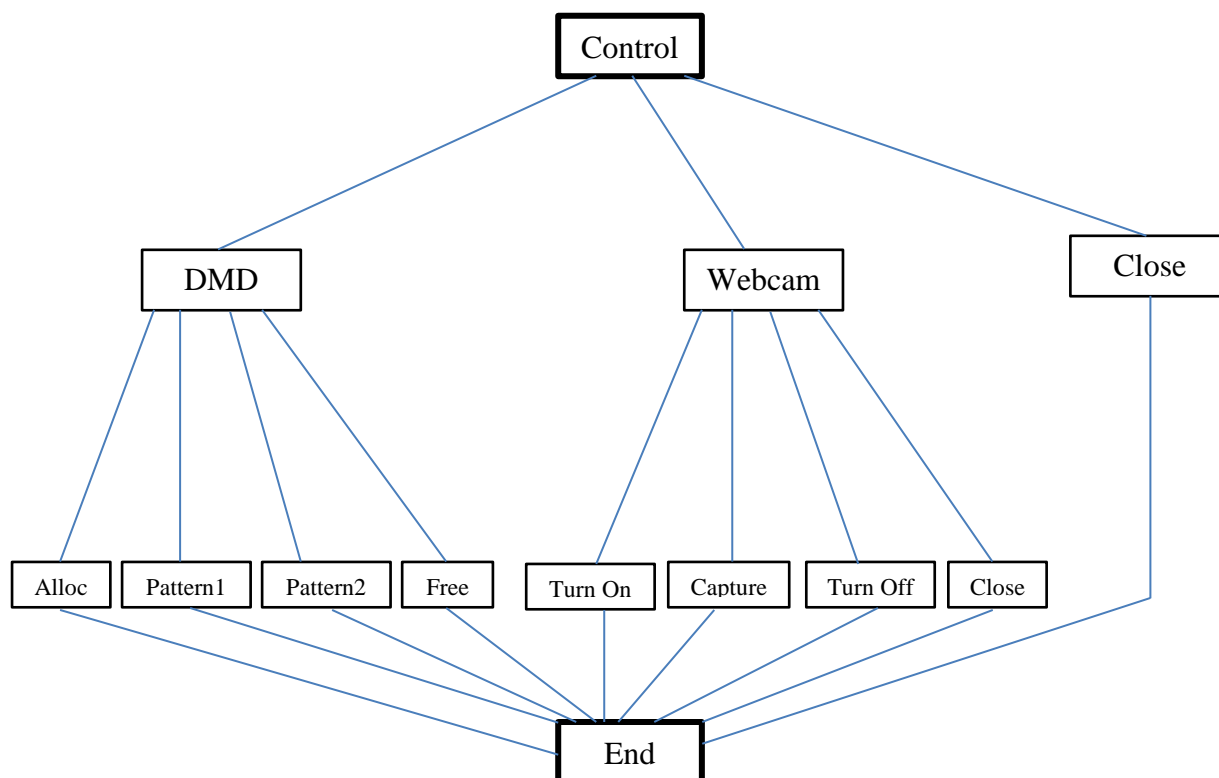 Control
DMD
Webcam
Close
Alloc
Pattern1
Pattern2
Free
Turn On
Capture
Turn Off
Close
End